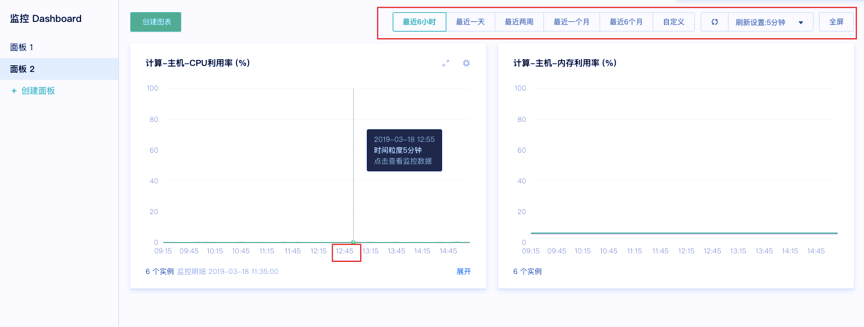 监控 Dashboard
面板 1
面板 2
+ 创建面板
创建图表
最近6小时 最近一天 最近两周 最近一个月 最近6个月 自定义 刷新设置:5分钟 全屏
计算-主机-CPU利用率 (%)
100
80
60
40
20
0
09:15 09:45 10:15 10:45 11:15 11:45 12:15 12:45 13:15 13:45 14:15 14:45
2019-03-18 12:55
时间粒度5分钟
点击查看监控数据
6 个实例 监控明细 2019-03-18 11:35:00
展开
计算-主机-内存利用率 (%)
100
80
60
40
20
0
09:15 09:45 10:15 10:45 11:15 11:45 12:15 12:45 13:15 13:45 14:15 14:45
6 个实例